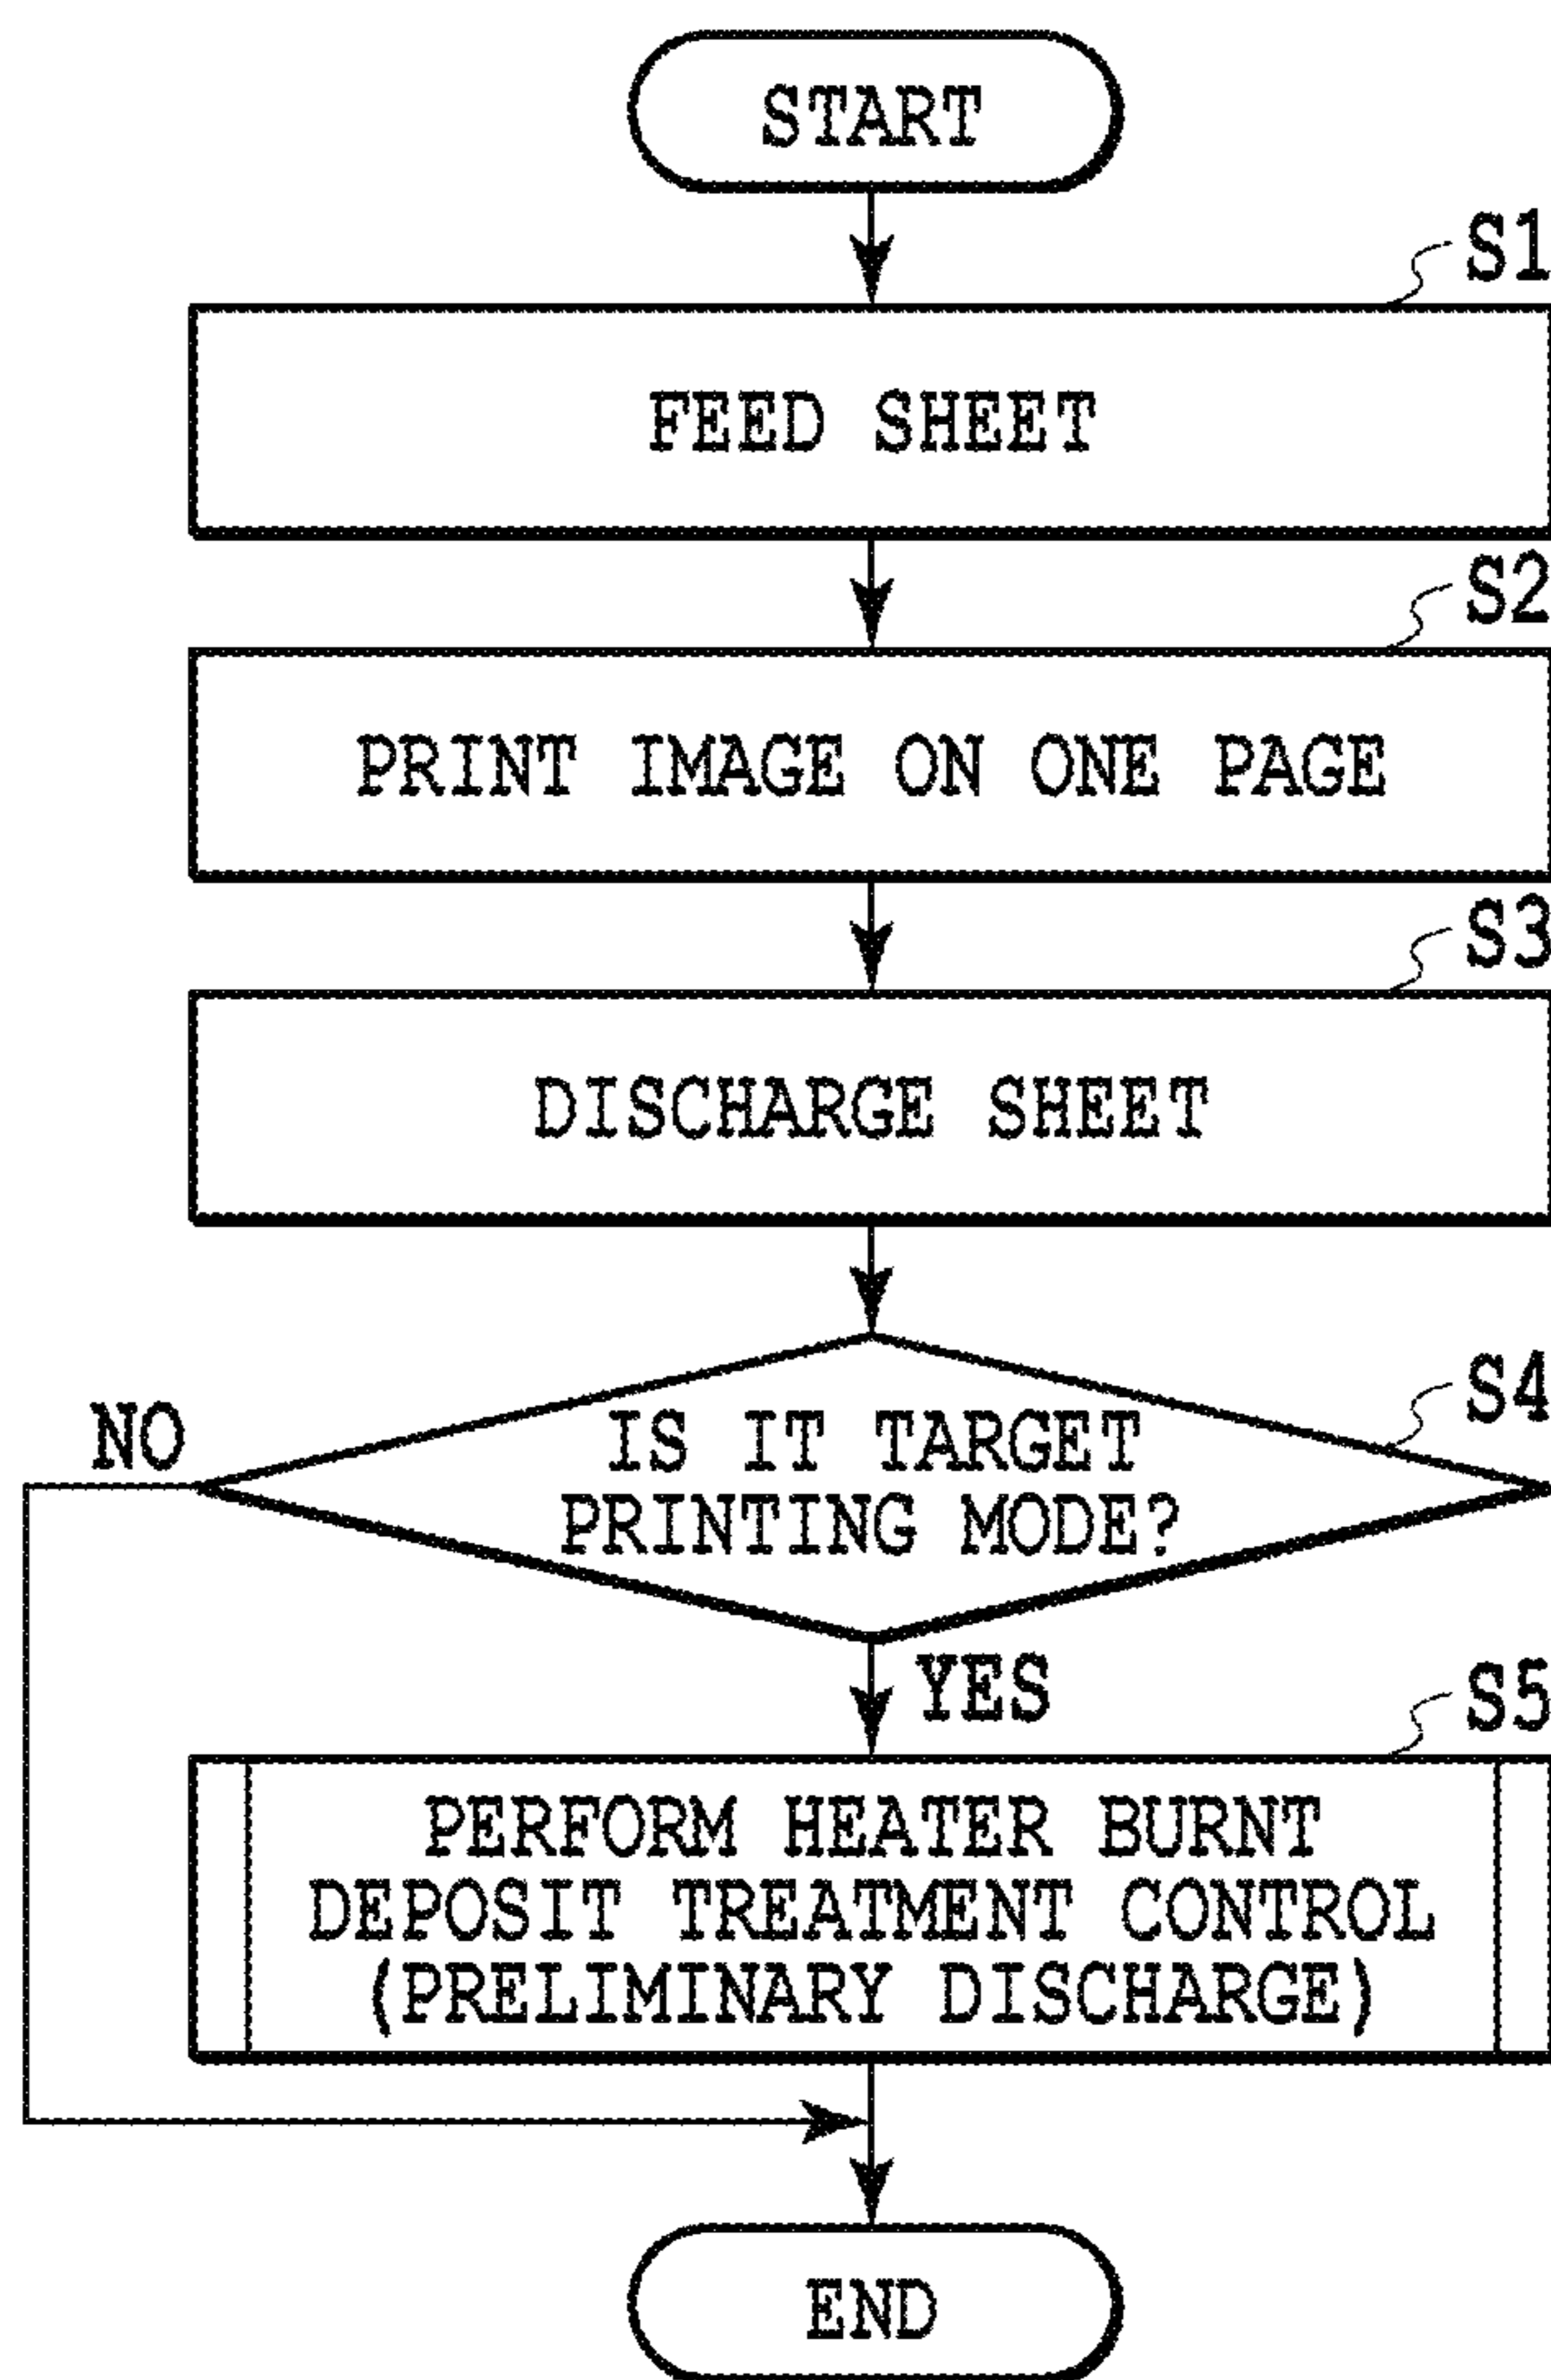 START
S1
FEED SHEET
S2
PRINT IMAGE ON ONE PAGE
S3
DISCHARGE SHEET
S4
NO
IS IT TARGET
PRINTING MODE?
YES
S5
PERFORM HEATER BURNT
DEPOSIT TREATMENT CONTROL
(PRELIMINARY DISCHARGE)
END